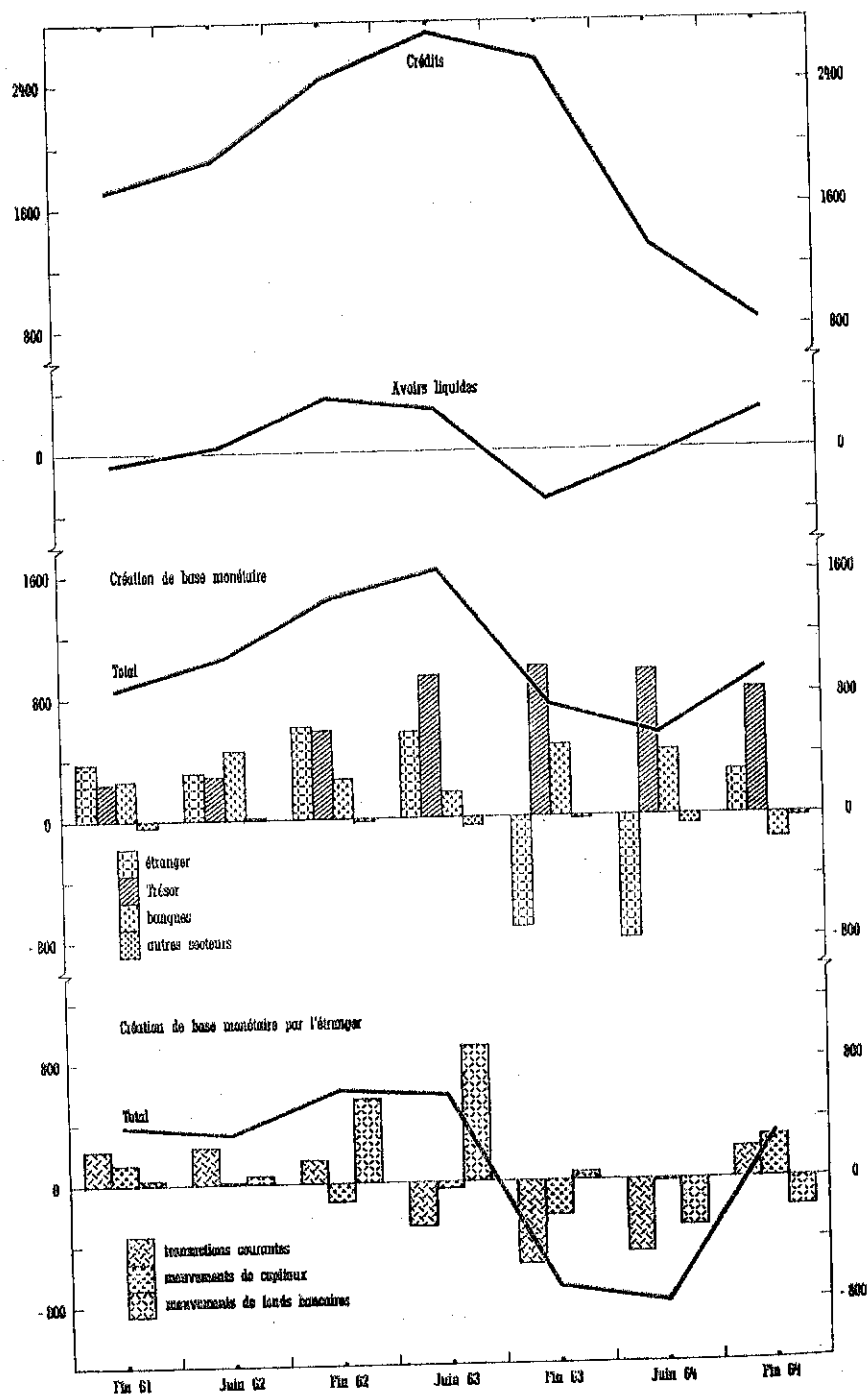 Crédits
2400
2400
1600
1600
800
800
Avoirs liquides
0
0
Création de base monétaire
1600
1600
Total
800
800
0
0
étranger
Trésor
banques
autres secteurs
- 800
- 800
Création de base monétaire par l'étranger
800
800
Total
0
0
transactions courantes
mouvements de capitaux
mouvements de fonds bancaires
- 800
- 800
Fin 61
Juin 62
Fin 62
Juin 63
Fin 63
Juin 64
Fin 64